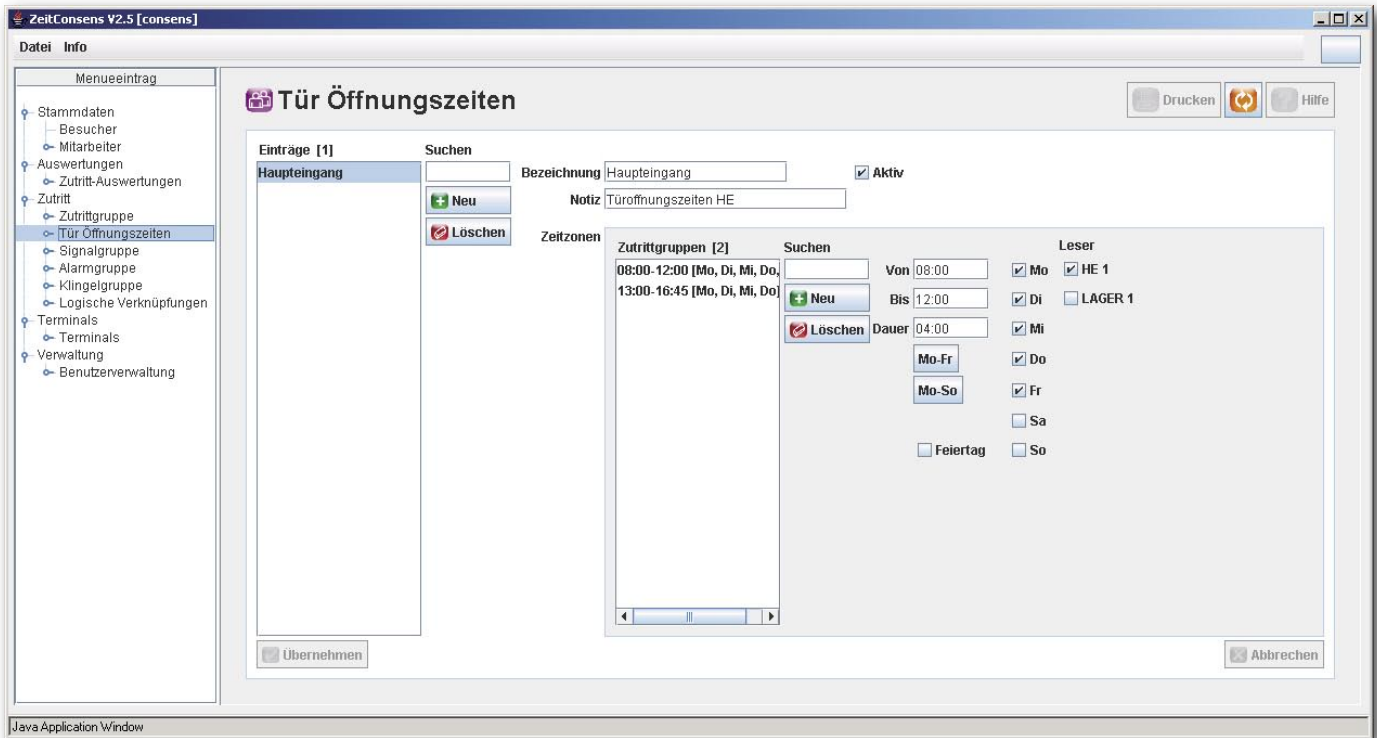 ZeitConsens V2.5 [consens]
Datei Info
Menueeintrag
Stammdaten
Besucher
Mitarbeiter
Auswertungen
Zutritt-Auswertungen
Zutritt
Zutrittgruppe
Tür Öffnungszeiten
Signalgruppe
Alarmgruppe
Klingelgruppe
Logische Verknüpfungen
Terminals
Terminals
Verwaltung
Benutzerverwaltung
Tür Öffnungszeiten
Drucken
Hilfe
Einträge [1]
Haupteingang
Suchen
Neu
Löschen
Bezeichnung Haupteingang
Aktiv
Notiz Türoffnungszeiten HE
Zeitzonen
Zutrittgruppen [2]
08:00-12:00 [Mo, Di, Mi, Do,
13:00-16:45 [Mo, Di, Mi, Do]
Suchen
Neu
Löschen
Von 08:00
Bis 12:00
Dauer 04:00
Mo-Fr
Mo-So
Feiertag
Mo
Di
Mi
Do
Fr
Sa
So
Leser
HE 1
LAGER 1
Übernehmen
Abbrechen
Java Application Window